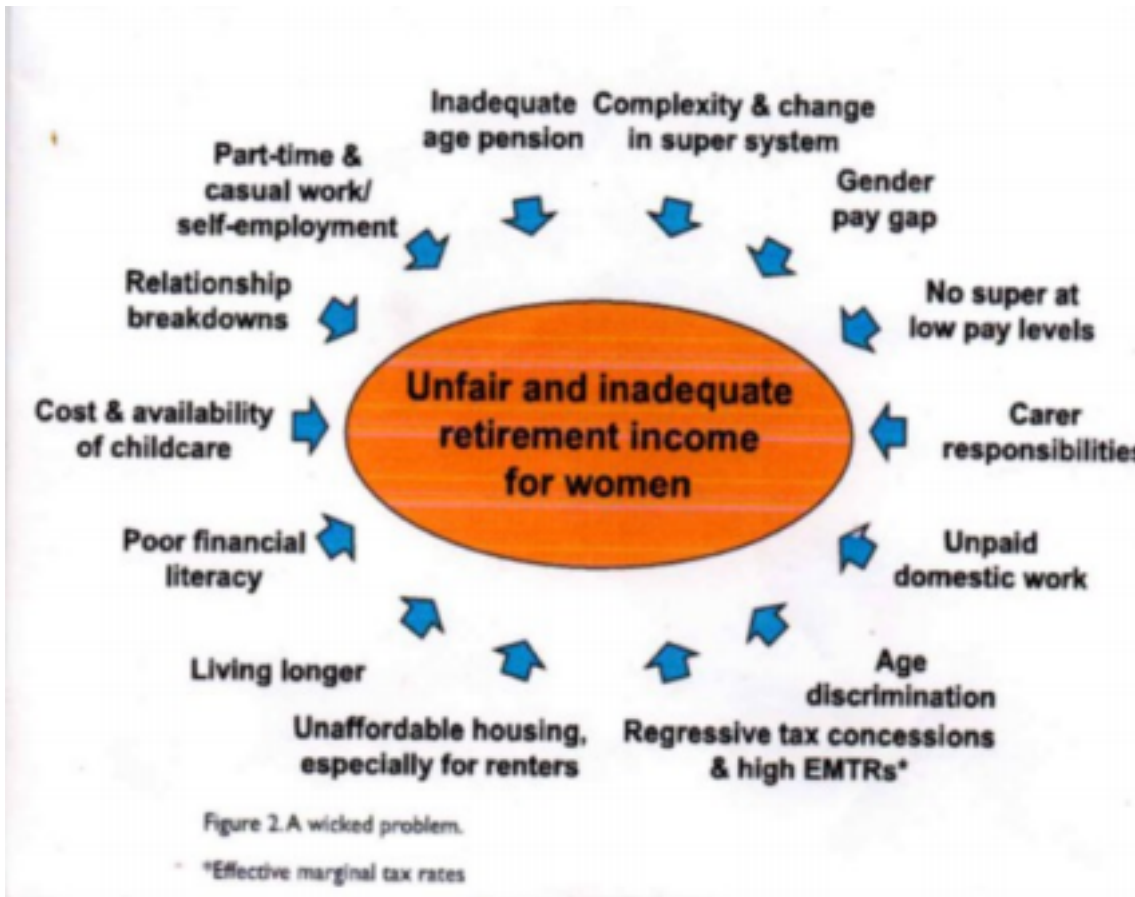 Inadequate
age pension
Complexity & change
in super system
Gender
pay gap
No super at
low pay levels
Carer
responsibilities
Unpaid
domestic work
Age
discrimination
Regressive tax concessions
& high EMTRs*
Unaffordable housing,
especially for renters
Living longer
Poor financial
literacy
Cost & availability
of childcare
Relationship
breakdowns
Part-time &
casual work/
self-employment
Unfair and inadequate
retirement income
for women
Figure 2. A wicked problem.
*Effective marginal tax rates